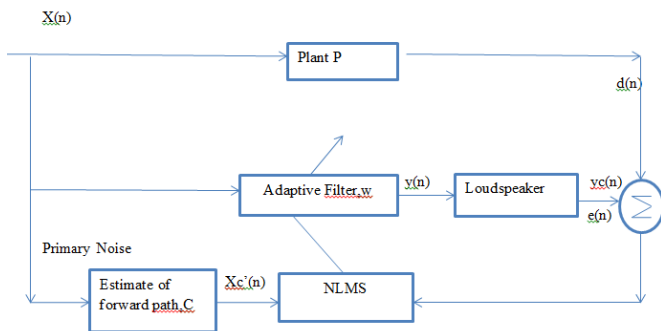 X(n)
Plant P
d(n)
Adaptive Filter,w
y(n)
Loudspeaker
yc(n)
e(n)
Σ
Primary Noise
Estimate of
forward path,C
Xc'(n)
NLMS